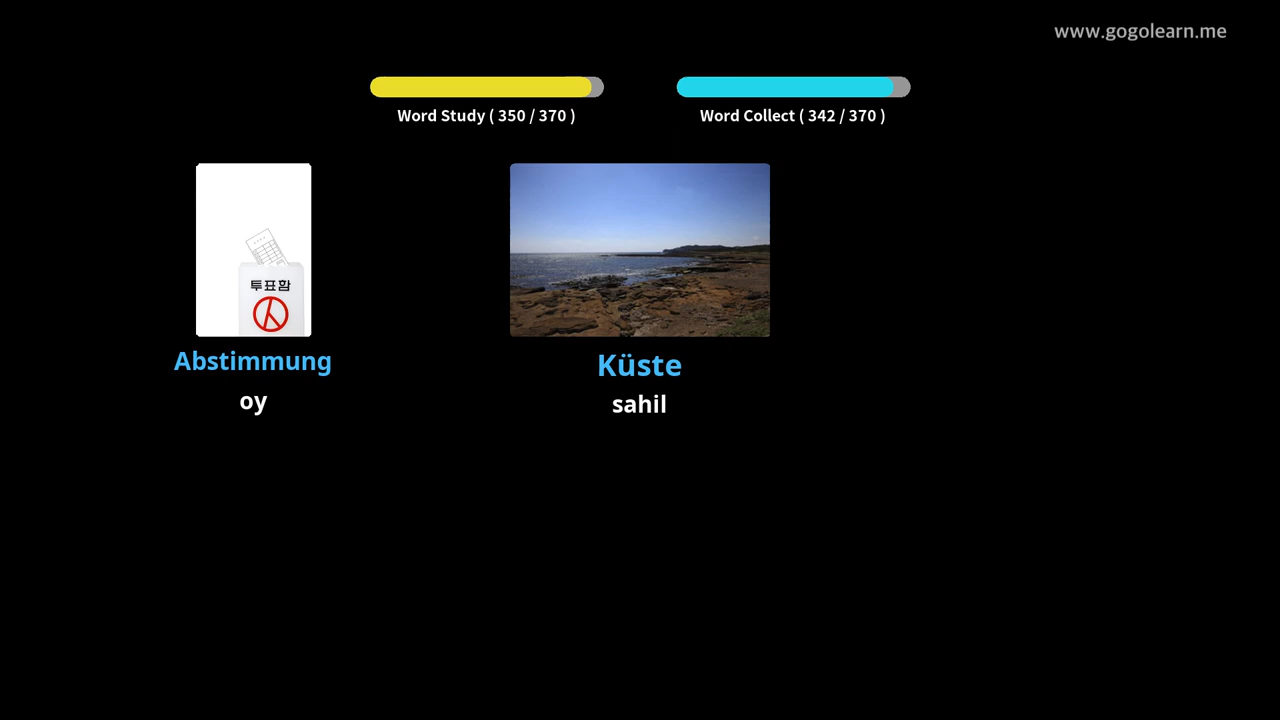 www.gogolearn.me
Word Study ( 350 / 370 )
Word Collect ( 342 / 370 )
투표함
Abstimmung
oy
Küste
sahil